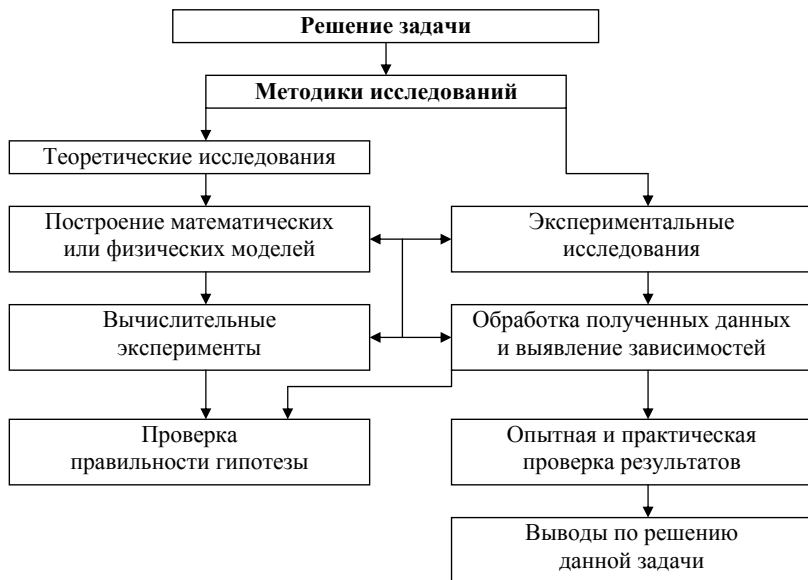 Решение задачи
Методики исследований
Теоретические исследования
Построение математических
или физических моделей
Экспериментальные
исследования
Вычислительные
эксперименты
Обработка полученных данных
и выявление зависимостей
Проверка
правильности гипотезы
Опытная и практическая
проверка результатов
Выводы по решению
данной задачи